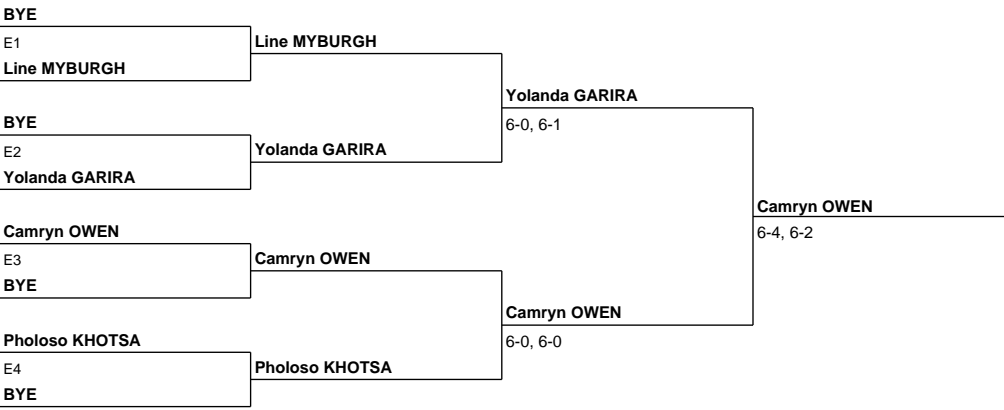 BYE
E1
Line MYBURGH
Line MYBURGH
BYE
E2
Yolanda GARIRA
Yolanda GARIRA
Yolanda GARIRA
6-0, 6-1
Camryn OWEN
E3
BYE
Camryn OWEN
Pholoso KHOTSA
E4
BYE
Pholoso KHOTSA
Camryn OWEN
6-0, 6-0
Camryn OWEN
6-4, 6-2